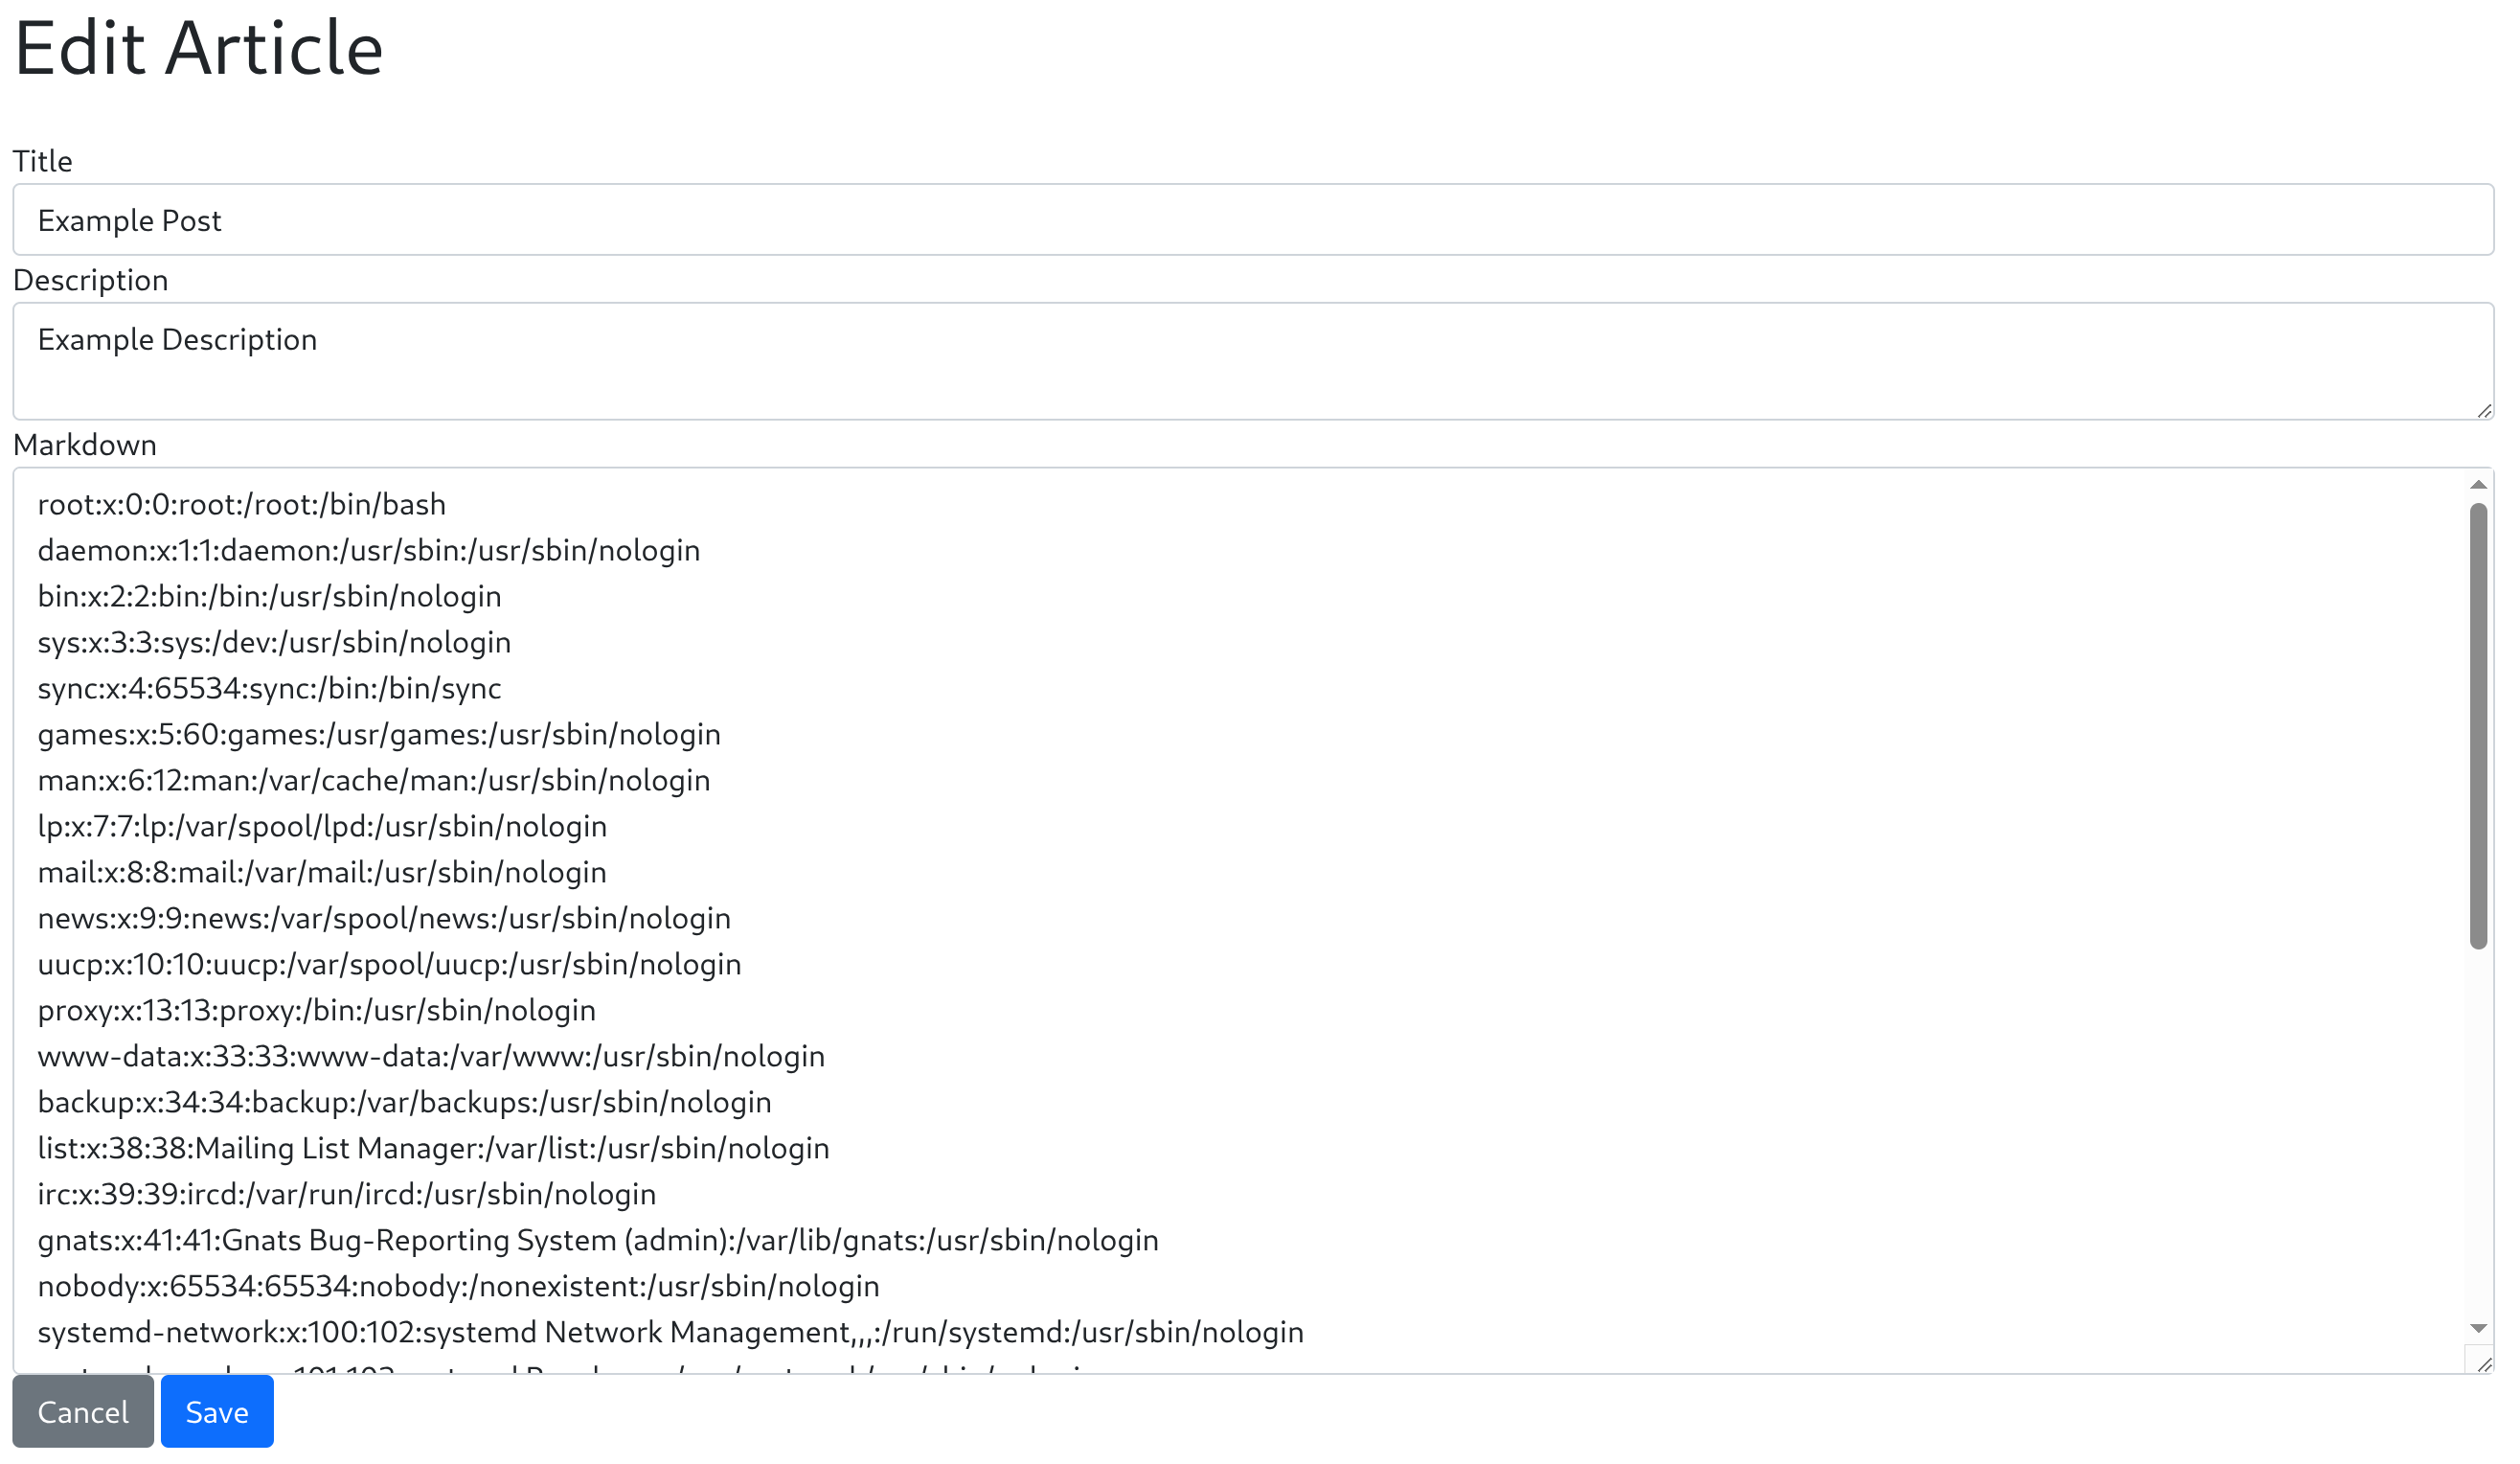 Edit Article
Title
Example Post
Description
Example Description
Markdown
root:x:0:0:root:/root:/bin/bash
daemon:x:1:1:daemon:/usr/sbin:/usr/sbin/nologin
bin:x:2:2:bin:/bin:/usr/sbin/nologin
sys:x:3:3:sys:/dev:/usr/sbin/nologin
sync:x:4:65534:sync:/bin:/bin/sync
games:x:5:60:games:/usr/games:/usr/sbin/nologin
man:x:6:12:man:/var/cache/man:/usr/sbin/nologin
lp:x:7:7:lp:/var/spool/lpd:/usr/sbin/nologin
mail:x:8:8:mail:/var/mail:/usr/sbin/nologin
news:x:9:9:news:/var/spool/news:/usr/sbin/nologin
uucp:x:10:10:uucp:/var/spool/uucp:/usr/sbin/nologin
proxy:x:13:13:proxy:/bin:/usr/sbin/nologin
www-data:x:33:33:www-data:/var/www:/usr/sbin/nologin
backup:x:34:34:backup:/var/backups:/usr/sbin/nologin
list:x:38:38:Mailing List Manager:/var/list:/usr/sbin/nologin
irc:x:39:39:ircd:/var/run/ircd:/usr/sbin/nologin
gnats:x:41:41:Gnats Bug-Reporting System (admin):/var/lib/gnats:/usr/sbin/nologin
nobody:x:65534:65534:nobody:/nonexistent:/usr/sbin/nologin
systemd-network:x:100:102:systemd Network Management,,,:/run/systemd:/usr/sbin/nologin
Cancel Save